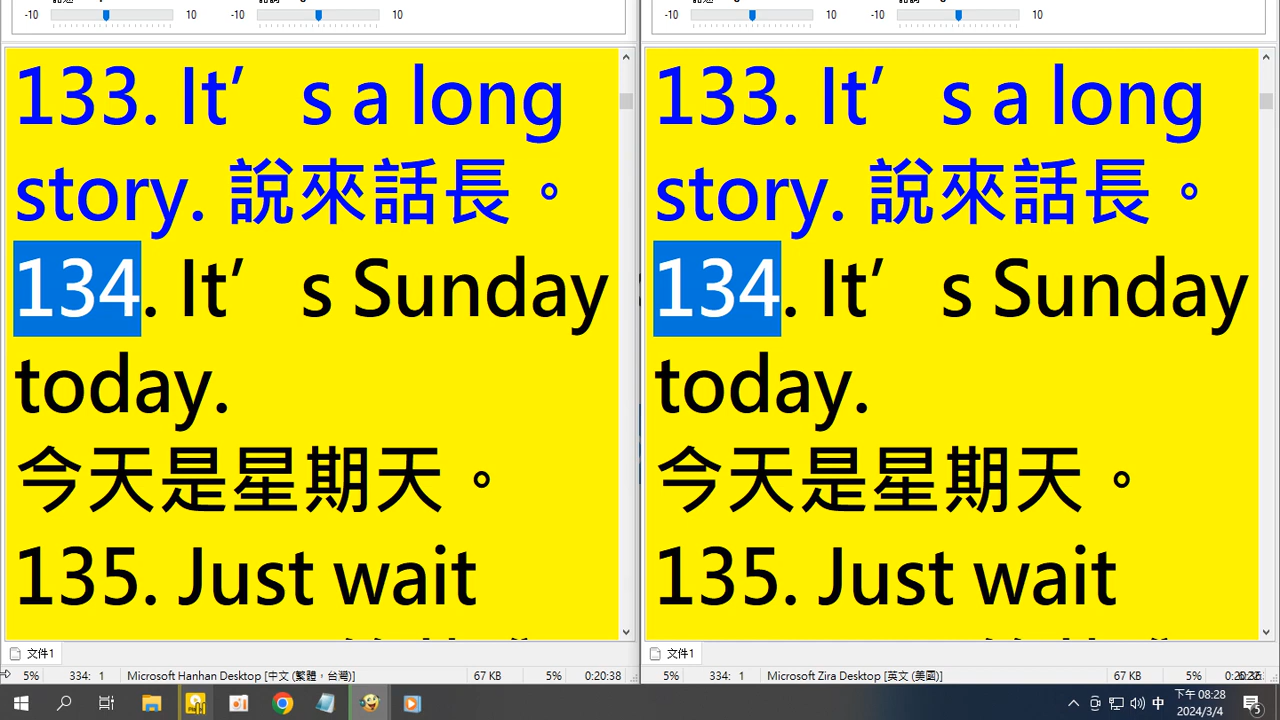 -10 10 -10 10
133. It’s a long
story. 說來話長。
134. It’s Sunday
today.
今天是星期天。
135. Just wait
文件1
5% 334: 1 Microsoft Hanhan Desktop [中文 (繁體，台灣)] 67 KB 5% 0:20:38
-10 10 -10 10
133. It’s a long
story. 說來話長。
134. It’s Sunday
today.
今天是星期天。
135. Just wait
文件1
5% 334: 1 Microsoft Zira Desktop [英文 (美國)] 67 KB 5%
中 下午 08:28
2024/3/4
5